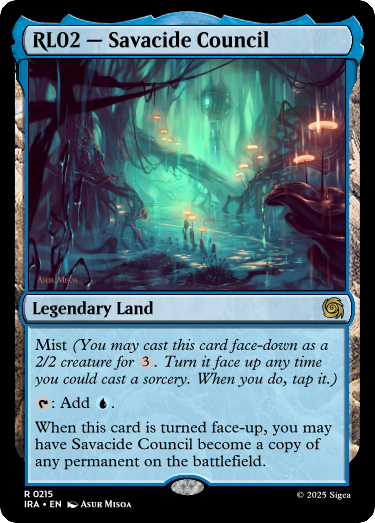 RL02 — Savacide Council
Asur Misoa
Legendary Land
Mist (You may cast this card face-down as a
2/2 creature for 3 . Turn it face up any time
you could cast a sorcery. When you do, tap it.)
: Add .
When this card is turned face-up, you may
have Savacide Council become a copy of
any permanent on the battlefield.
R 0215
IRA • EN Asur Misoa
© 2025 Sigea